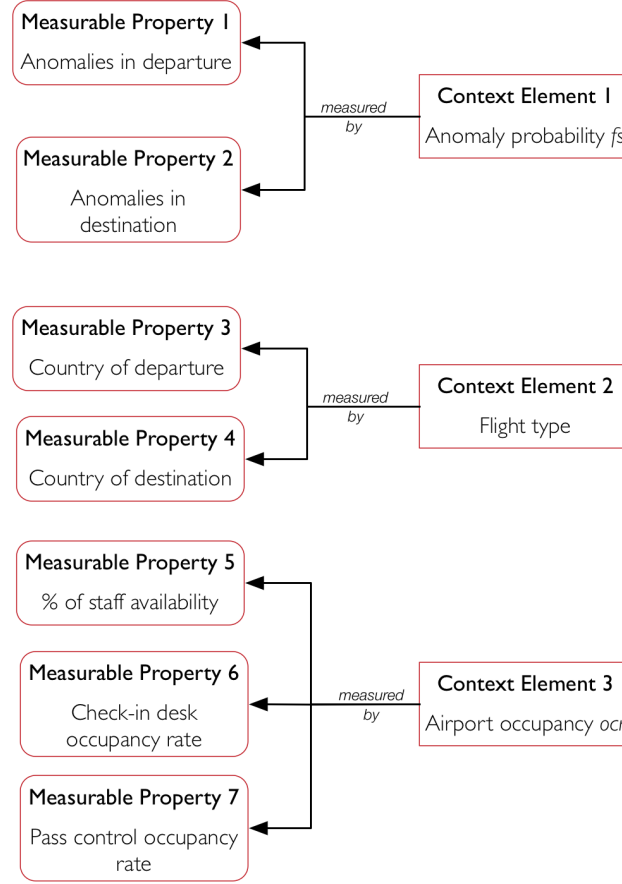 Measurable Property 1
Anomalies in departure
measured
by
Context Element 1
Anomaly probability fs
Measurable Property 2
Anomalies in
destination
Measurable Property 3
Country of departure
measured
by
Context Element 2
Flight type
Measurable Property 4
Country of destination
Measurable Property 5
% of staff availability
Measurable Property 6
Check-in desk
occupancy rate
measured
by
Context Element 3
Airport occupancy
Measurable Property 7
Pass control occupancy
rate